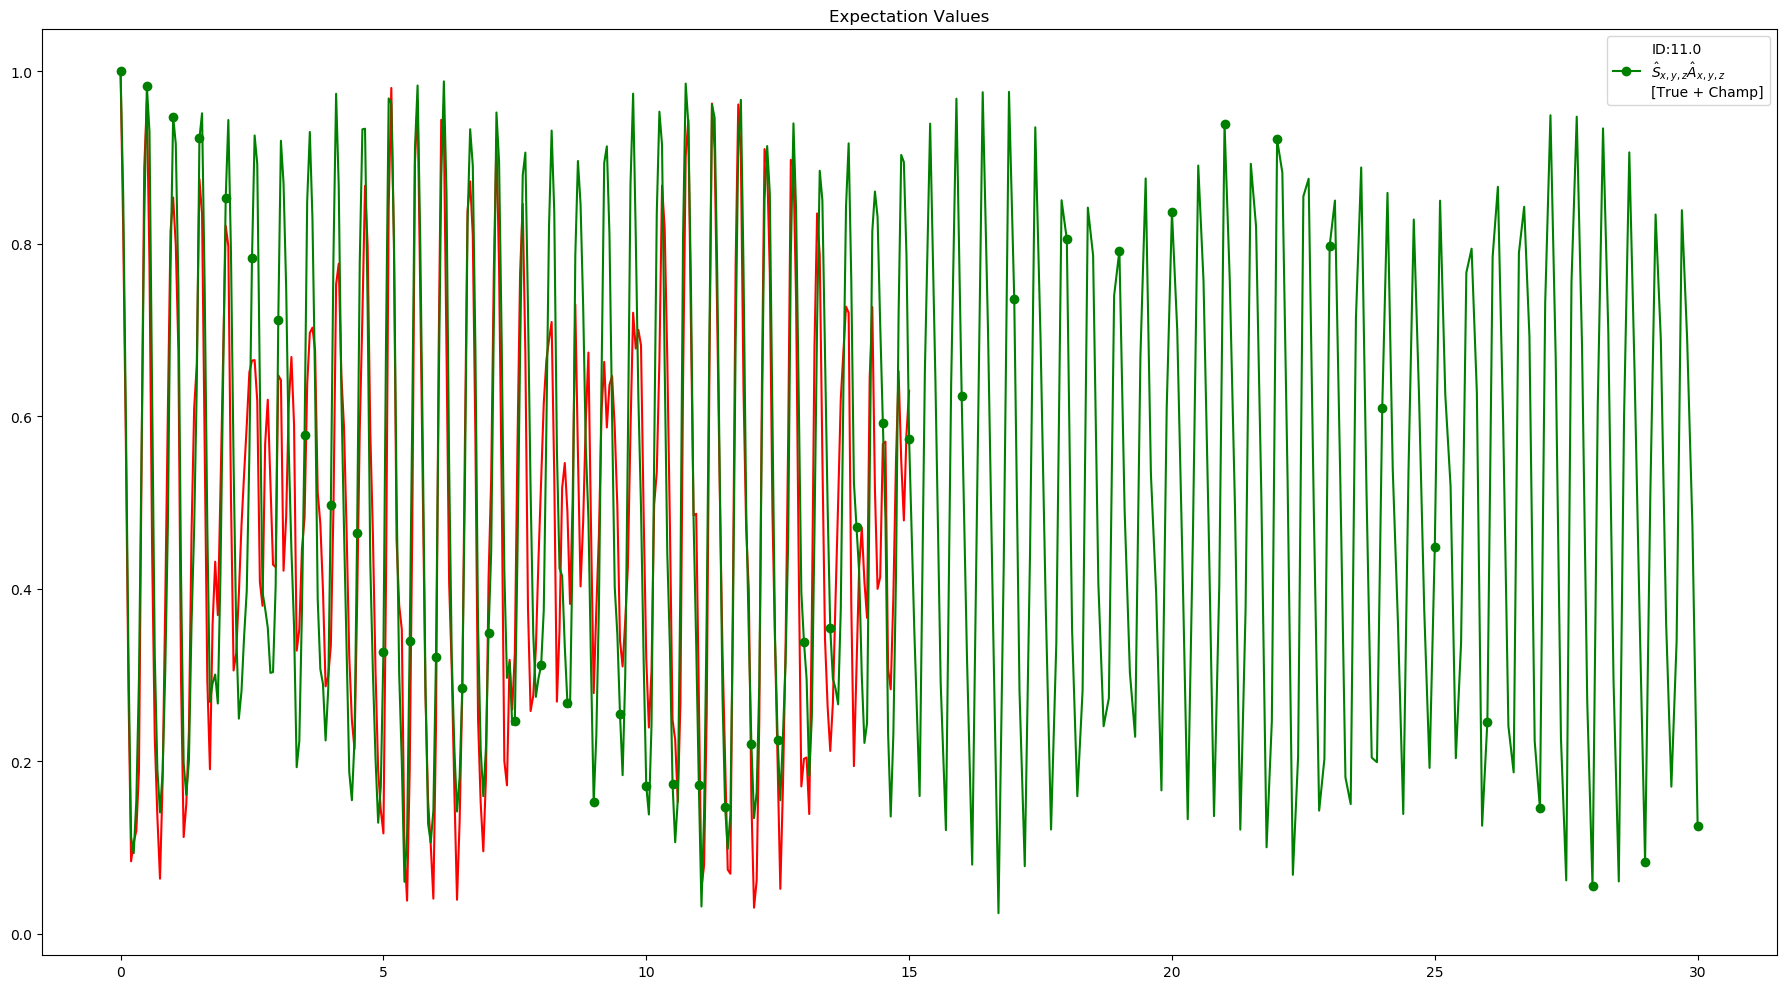 Expectation Values
ID:11.0
$\hat{S}_{x,y,z}\hat{A}_{x,y,z}$
[True + Champ]
1.0
0.8
0.6
0.4
0.2
0.0
0 5 10 15 20 25 30